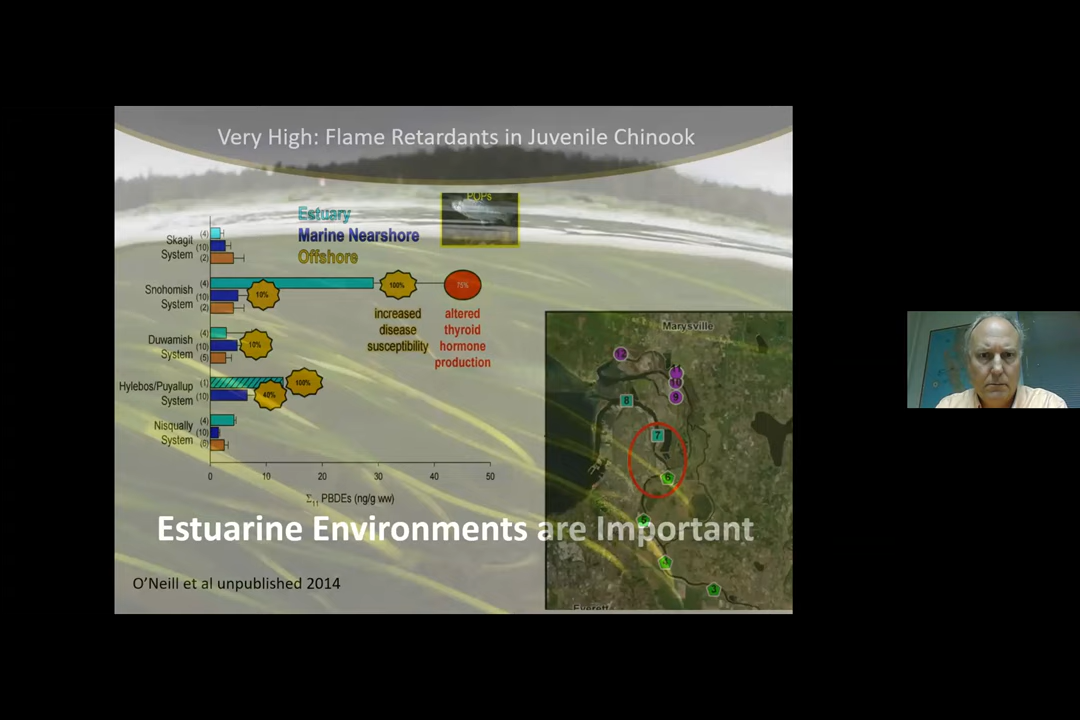 Very High: Flame Retardants in Juvenile Chinook
POPs
Estuary
Marine Nearshore
Offshore
Skagit
System
(4)
(10)
(2)
Snohomish
System
(4)
(10)
(2)
100%
75%
10%
increased
disease
susceptibility
altered
thyroid
hormone
production
Duwamish
System
(4)
(10)
(5)
10%
Hylebos/Puyallup
System
(1)
(10)
100%
40%
Nisqually
System
(4)
(10)
(6)
0 10 20 30 40 50
Σ11 PBDEs (ng/g ww)
Marysville
12
11
10
9
8
7
6
5
4
3
Everett
Estuarine Environments are Important
O'Neill et al unpublished 2014